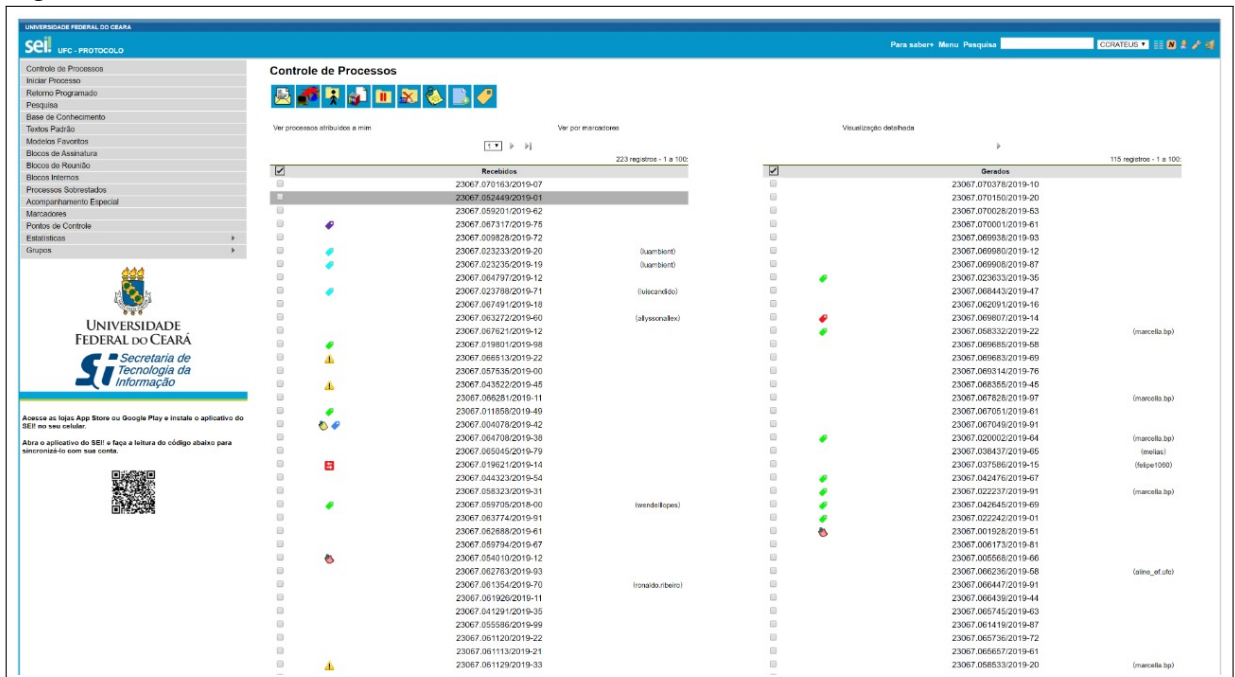 UNIVERSIDADE FEDERAL DO CEARÁ
sei! UFC - PROTOCOLO
Para saber+ Menu Pesquisa CCRATEUS
Controle de Processos
Iniciar Processo
Retorno Programado
Pesquisa
Base de Conhecimento
Textos Padrão
Modelos Favoritos
Blocos de Assinatura
Blocos de Reunião
Blocos Internos
Processos Sobrestados
Acompanhamento Especial
Marcadores
Pontos de Controle
Estatísticas
Grupos
UNIVERSIDADE
FEDERAL DO CEARÁ
Secretaria de
Tecnologia da
Informação
Acesse as lojas App Store ou Google Play e instale o aplicativo do
SEI! no seu celular.
Abra o aplicativo do SEI! e faça a leitura do código abaixo para
sincronizá-lo com sua conta.
Controle de Processos
Ver processos atribuídos a mim Ver por marcadores Visualização detalhada
1
223 registros - 1 a 100:
Recebidos
23067.070163/2019-07
23067.052449/2019-01
23067.059201/2019-62
23067.067317/2019-75
23067.009828/2019-72
23067.023233/2019-20 (luambient)
23067.023235/2019-19 (luambient)
23067.064797/2019-12
23067.023788/2019-71 (luiscandido)
23067.067491/2019-18
23067.063272/2019-60 (allyssonallex)
23067.067621/2019-12
23067.019801/2019-98
23067.066513/2019-22
23067.057535/2019-00
23067.043522/2019-45
23067.066281/2019-11
23067.011858/2019-49
23067.004078/2019-42
23067.064708/2019-38
23067.065045/2019-79
23067.019621/2019-14
23067.044323/2019-54
23067.058323/2019-31
23067.059705/2018-00 (wendelllopes)
23067.063774/2019-91
23067.062688/2019-61
23067.059794/2019-67
23067.054010/2019-12
23067.062763/2019-93
23067.061354/2019-70 (ronaldo.ribeiro)
23067.061926/2019-11
23067.041291/2019-35
23067.055586/2019-99
23067.061120/2019-22
23067.061113/2019-21
23067.061129/2019-33
115 registros - 1 a 100:
Gerados
23067.070378/2019-10
23067.070150/2019-20
23067.070028/2019-53
23067.070001/2019-61
23067.069938/2019-93
23067.069980/2019-12
23067.069908/2019-87
23067.023633/2019-35
23067.068443/2019-47
23067.062091/2019-16
23067.069807/2019-14
23067.058332/2019-22 (marcella.bp)
23067.069685/2019-58
23067.069683/2019-69
23067.069314/2019-76
23067.068355/2019-45
23067.067828/2019-97 (marcella.bp)
23067.067051/2019-61
23067.067049/2019-91
23067.020002/2019-64 (marcella.bp)
23067.038437/2019-65 (melias)
23067.037586/2019-15 (felipe1060)
23067.042476/2019-67
23067.022237/2019-91 (marcella.bp)
23067.042645/2019-69
23067.022242/2019-01
23067.001928/2019-51
23067.006173/2019-81
23067.005568/2019-66
23067.066236/2019-58 (aline_ef.ufc)
23067.066447/2019-91
23067.066439/2019-44
23067.065745/2019-63
23067.061419/2019-87
23067.065736/2019-72
23067.065657/2019-61
23067.058533/2019-20 (marcella.bp)